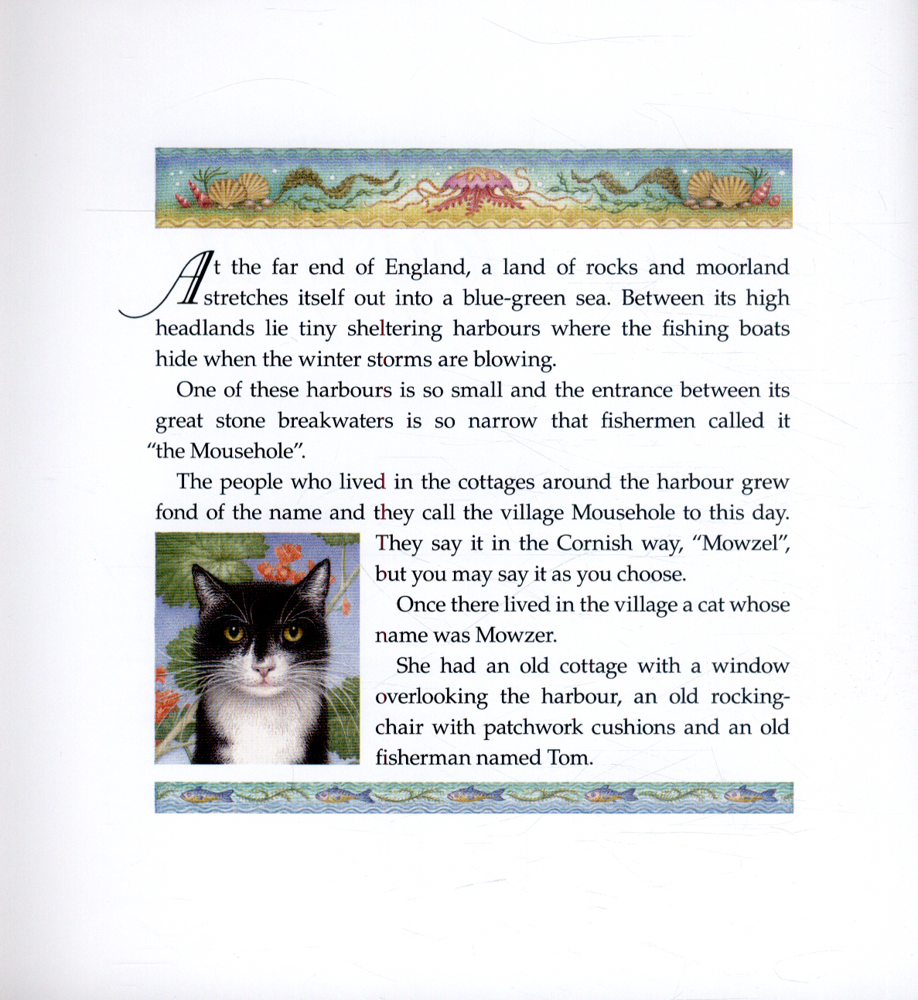 At the far end of England, a land of rocks and moorland
stretches itself out into a blue-green sea. Between its high
headlands lie tiny sheltering harbours where the fishing boats
hide when the winter storms are blowing.
One of these harbours is so small and the entrance between its
great stone breakwaters is so narrow that fishermen called it
“the Mousehole”.
The people who lived in the cottages around the harbour grew
fond of the name and they call the village Mousehole to this day.
They say it in the Cornish way, “Mowzel”,
but you may say it as you choose.
Once there lived in the village a cat whose
name was Mowzer.
She had an old cottage with a window
overlooking the harbour, an old rocking-
chair with patchwork cushions and an old
fisherman named Tom.